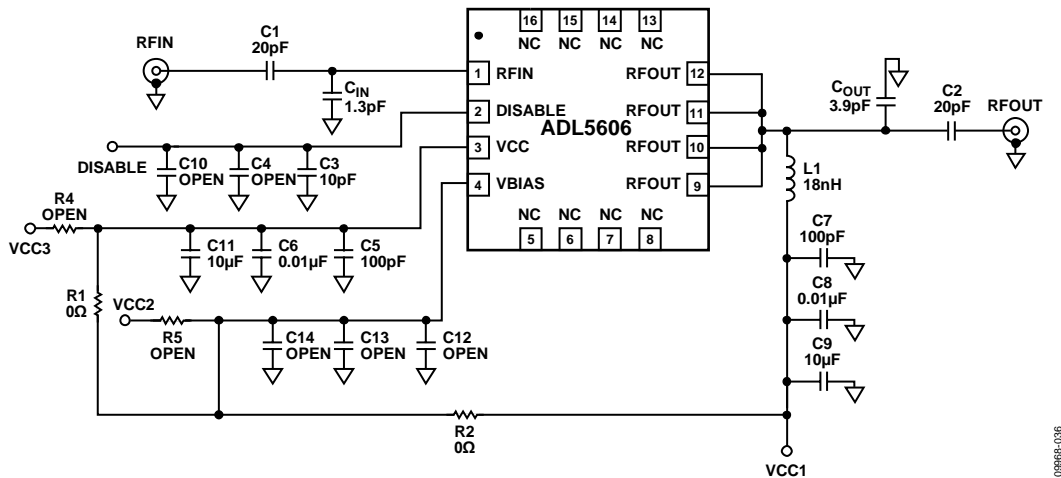 16 15 14 13
NC NC NC NC
RFIN
C1
20pF
1 RFIN
CIN
1.3pF
2 DISABLE
ADL5606
3 VCC
4 VBIAS
RFOUT 12
RFOUT 11
RFOUT 10
RFOUT 9
NC NC NC NC
5 6 7 8
COUT
3.9pF
C2
20pF
RFOUT
L1
18nH
DISABLE
C10
OPEN
C4
OPEN
C3
10pF
R4
OPEN
VCC3
C11
10µF
C6
0.01µF
C5
100pF
C7
100pF
C8
0.01µF
C9
10µF
R1
0Ω
VCC2
R5
OPEN
C14
OPEN
C13
OPEN
C12
OPEN
R2
0Ω
VCC1
09968-036